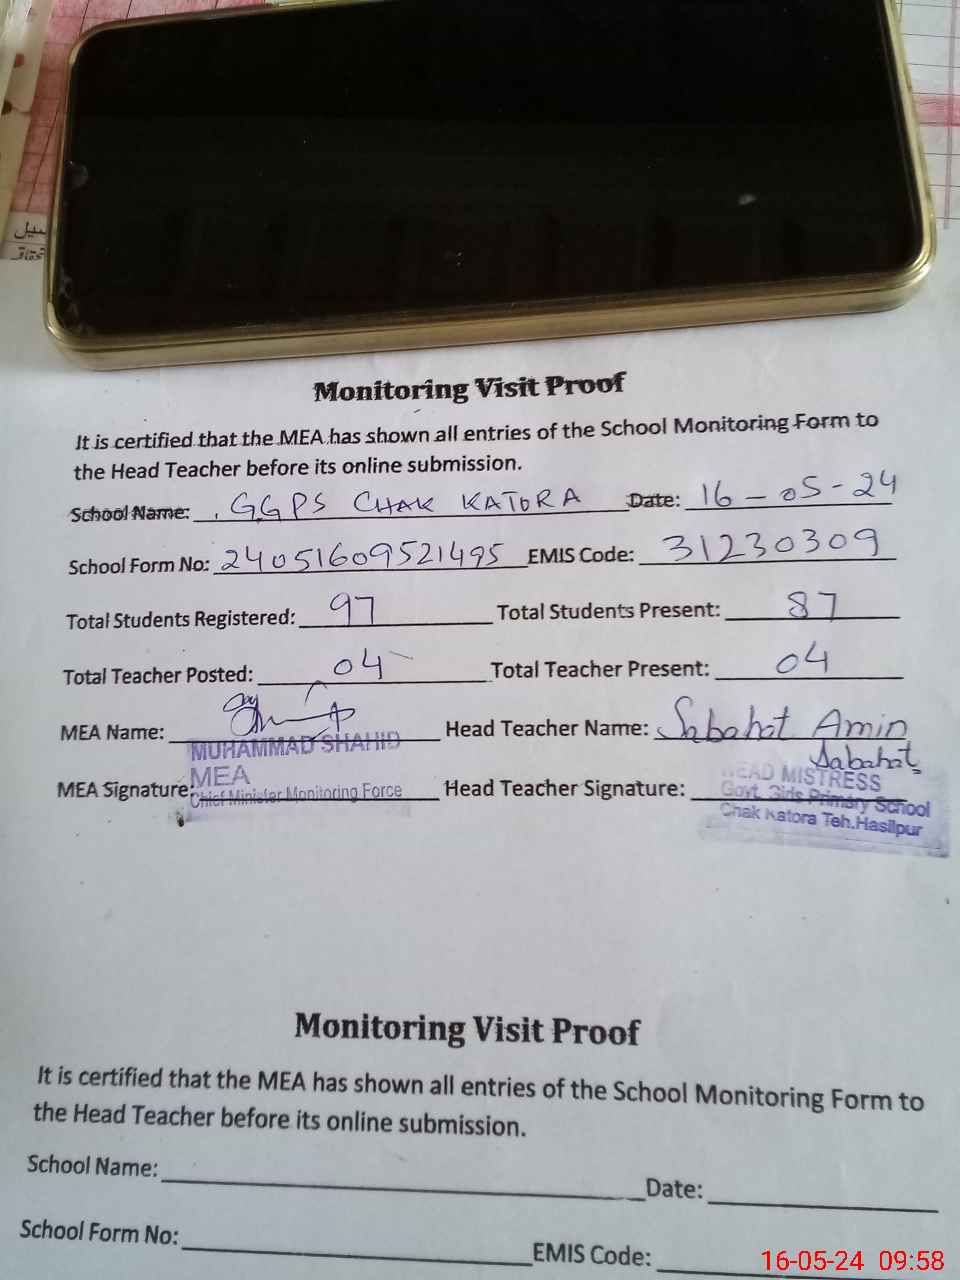 سیل
Monitoring Visit Proof
It is certified that the MEA has shown all entries of the School Monitoring Form to
the Head Teacher before its online submission.
School Name: GGPS CHAK KATORA Date: 16-05-24
School Form No: 24051609521495 EMIS Code: 31230309
Total Students Registered: 97 Total Students Present: 87
Total Teacher Posted: 04 Total Teacher Present: 04
MEA Name: Head Teacher Name: Sabahat Amin
MUHAMMAD SHAHID
Sabahat
MEA Signature: MEA Head Teacher Signature: HEAD MISTRESS
Chief Minister Monitoring Force
Govt. Girls Primary School
Chak Katora Teh.Hasilpur
Monitoring Visit Proof
It is certified that the MEA has shown all entries of the School Monitoring Form to
the Head Teacher before its online submission.
School Name: Date:
School Form No: EMIS Code:
16-05-24 09:58